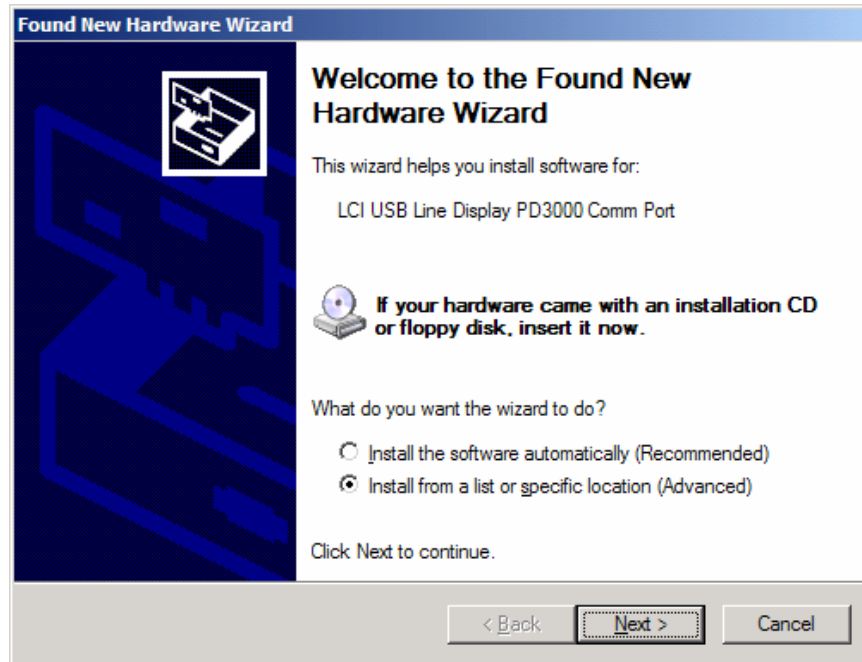 Found New Hardware Wizard
Welcome to the Found New
Hardware Wizard
This wizard helps you install software for:
LCI USB Line Display PD3000 Comm Port
If your hardware came with an installation CD
or floppy disk, insert it now.
What do you want the wizard to do?
Install the software automatically (Recommended)
Install from a list or specific location (Advanced)
Click Next to continue.
< Back
Next >
Cancel